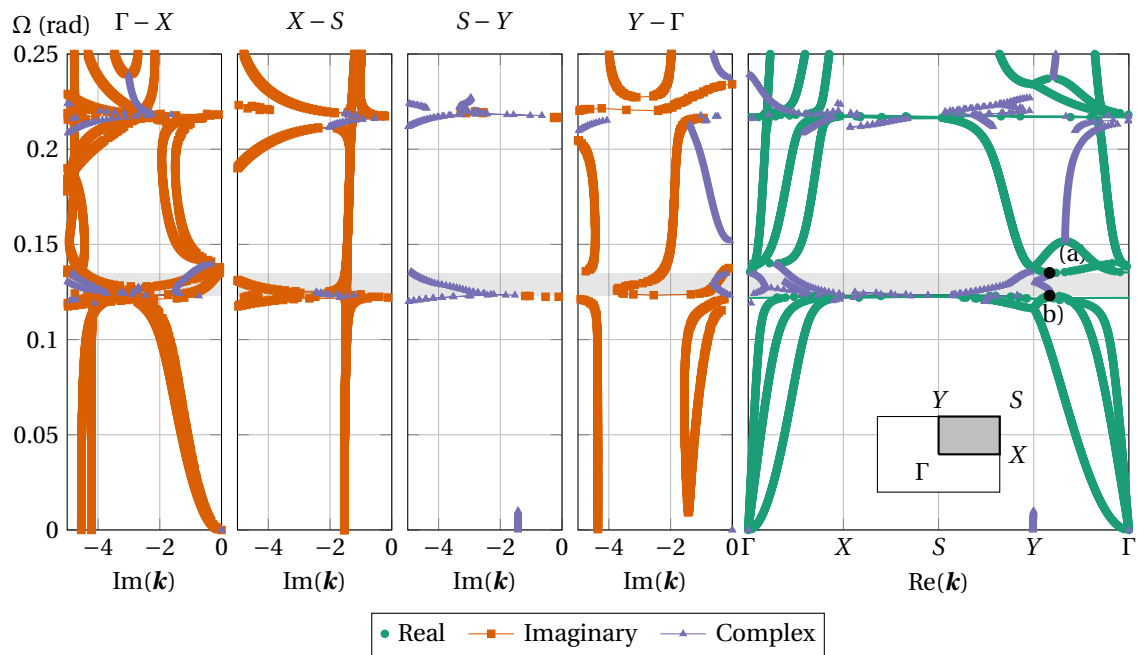 Ω (rad)
Γ − X
X − S
S − Y
Y − Γ
0.25
0.2
0.15
0.1
0.05
0
(a)
b)
Y
S
X
Γ
−4 −2 0
−4 −2 0
−4 −2 0
−4 −2 0
Γ X S Y Γ
Im(k)
Im(k)
Im(k)
Im(k)
Re(k)
Real Imaginary Complex